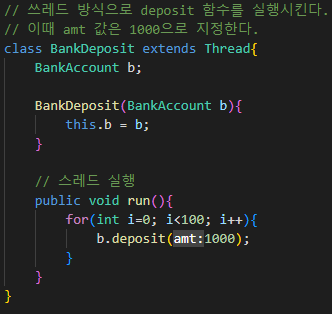 // 쓰레드 방식으로 deposit 함수를 실행시킨다.
// 이때 amt 값은 1000으로 지정한다.
class BankDeposit extends Thread{
    BankAccount b;
    BankDeposit(BankAccount b){
        this.b = b;
    }
    // 스레드 실행
    public void run(){
        for(int i=0; i<100; i++){
            b.deposit(amt:1000);
        }
    }
}